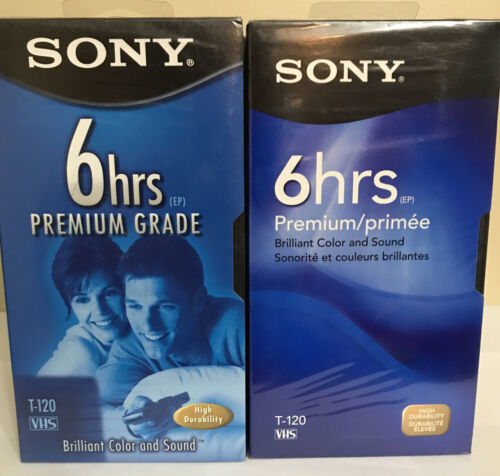 SONY®
6hrs (EP)
PREMIUM GRADE
T-120
VHS
High
Durability
Brilliant Color and Sound™
SONY®
6hrs (EP)
Premium/primée
Brilliant Color and Sound
Sonorité et couleurs brillantes
T-120
VHS
HIGH
DURABILITY
DURABILITÉ
ÉLEVÉE